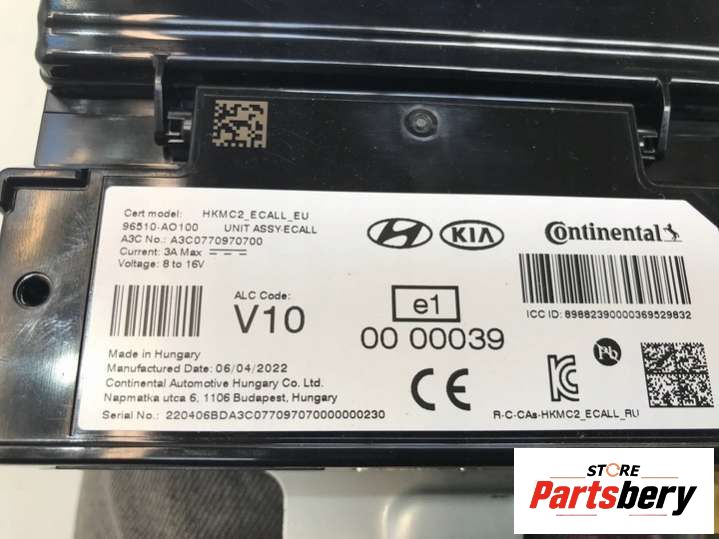 Cert model: HKMC2_ECALL_EU
96510-AO100 UNIT ASSY-ECALL
A3C No.: A3C0770970700
Current: 3A Max
Voltage: 8 to 16V
KIA
Continental
ALC Code:
V10
e1
00 00039
ICC ID: 89882390000369529832
Made in Hungary
Manufactured Date: 06/04/2022
Continental Automotive Hungary Co. Ltd.
Napmatka utca 6, 1106 Budapest, Hungary
Serial No.: 220406BDA3C077097070000000230
CE
Pb
R-C-CAs-HKMC2_ECALL_RU
STORE
Partsbery